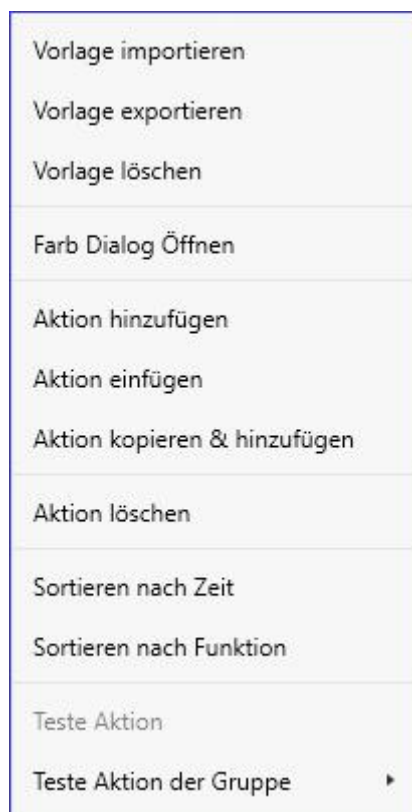 Vorlage importieren
Vorlage exportieren
Vorlage löschen
Farb Dialog Öffnen
Aktion hinzufügen
Aktion einfügen
Aktion kopieren & hinzufügen
Aktion löschen
Sortieren nach Zeit
Sortieren nach Funktion
Teste Aktion
Teste Aktion der Gruppe